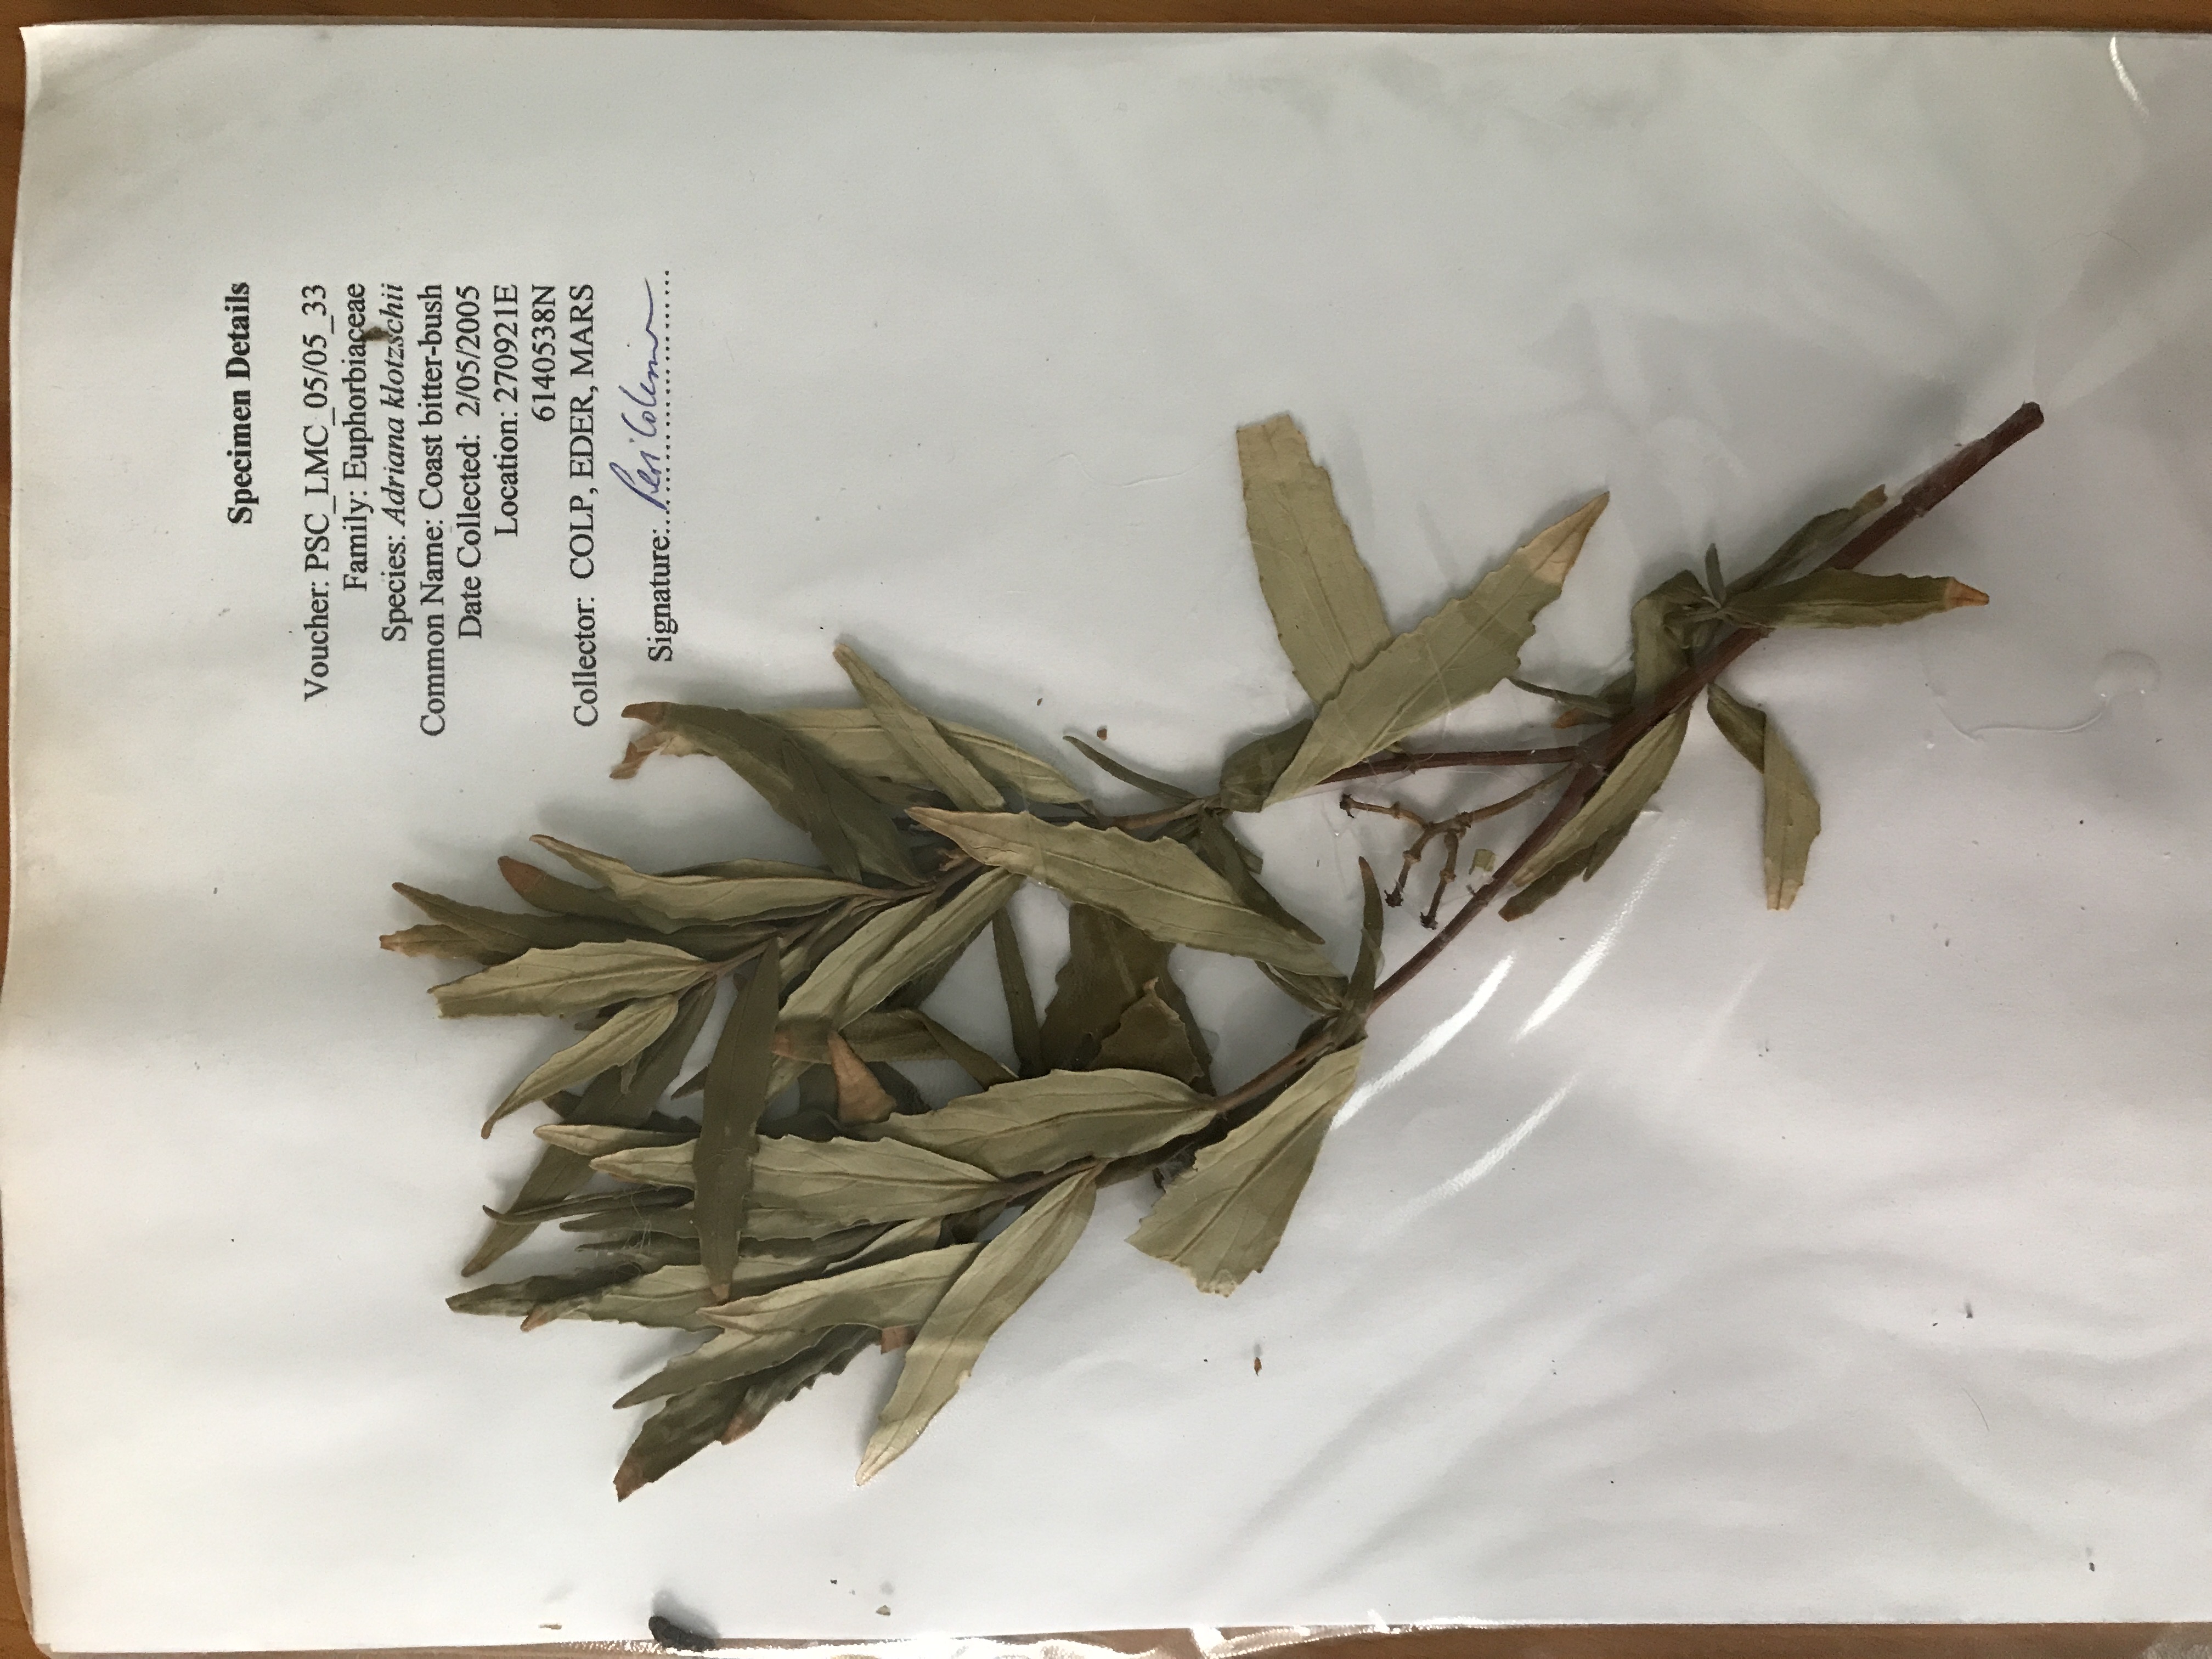 Specimen Details
Voucher: PSC_LMC_05/05_33
Family: Euphorbiaceae
Species: Adriana klotzschii
Common Name: Coast bitter-bush
Date Collected: 2/05/2005
Location: 270921E
6140538N
Collector: COLP, EDER, MARS
Signature: Peri